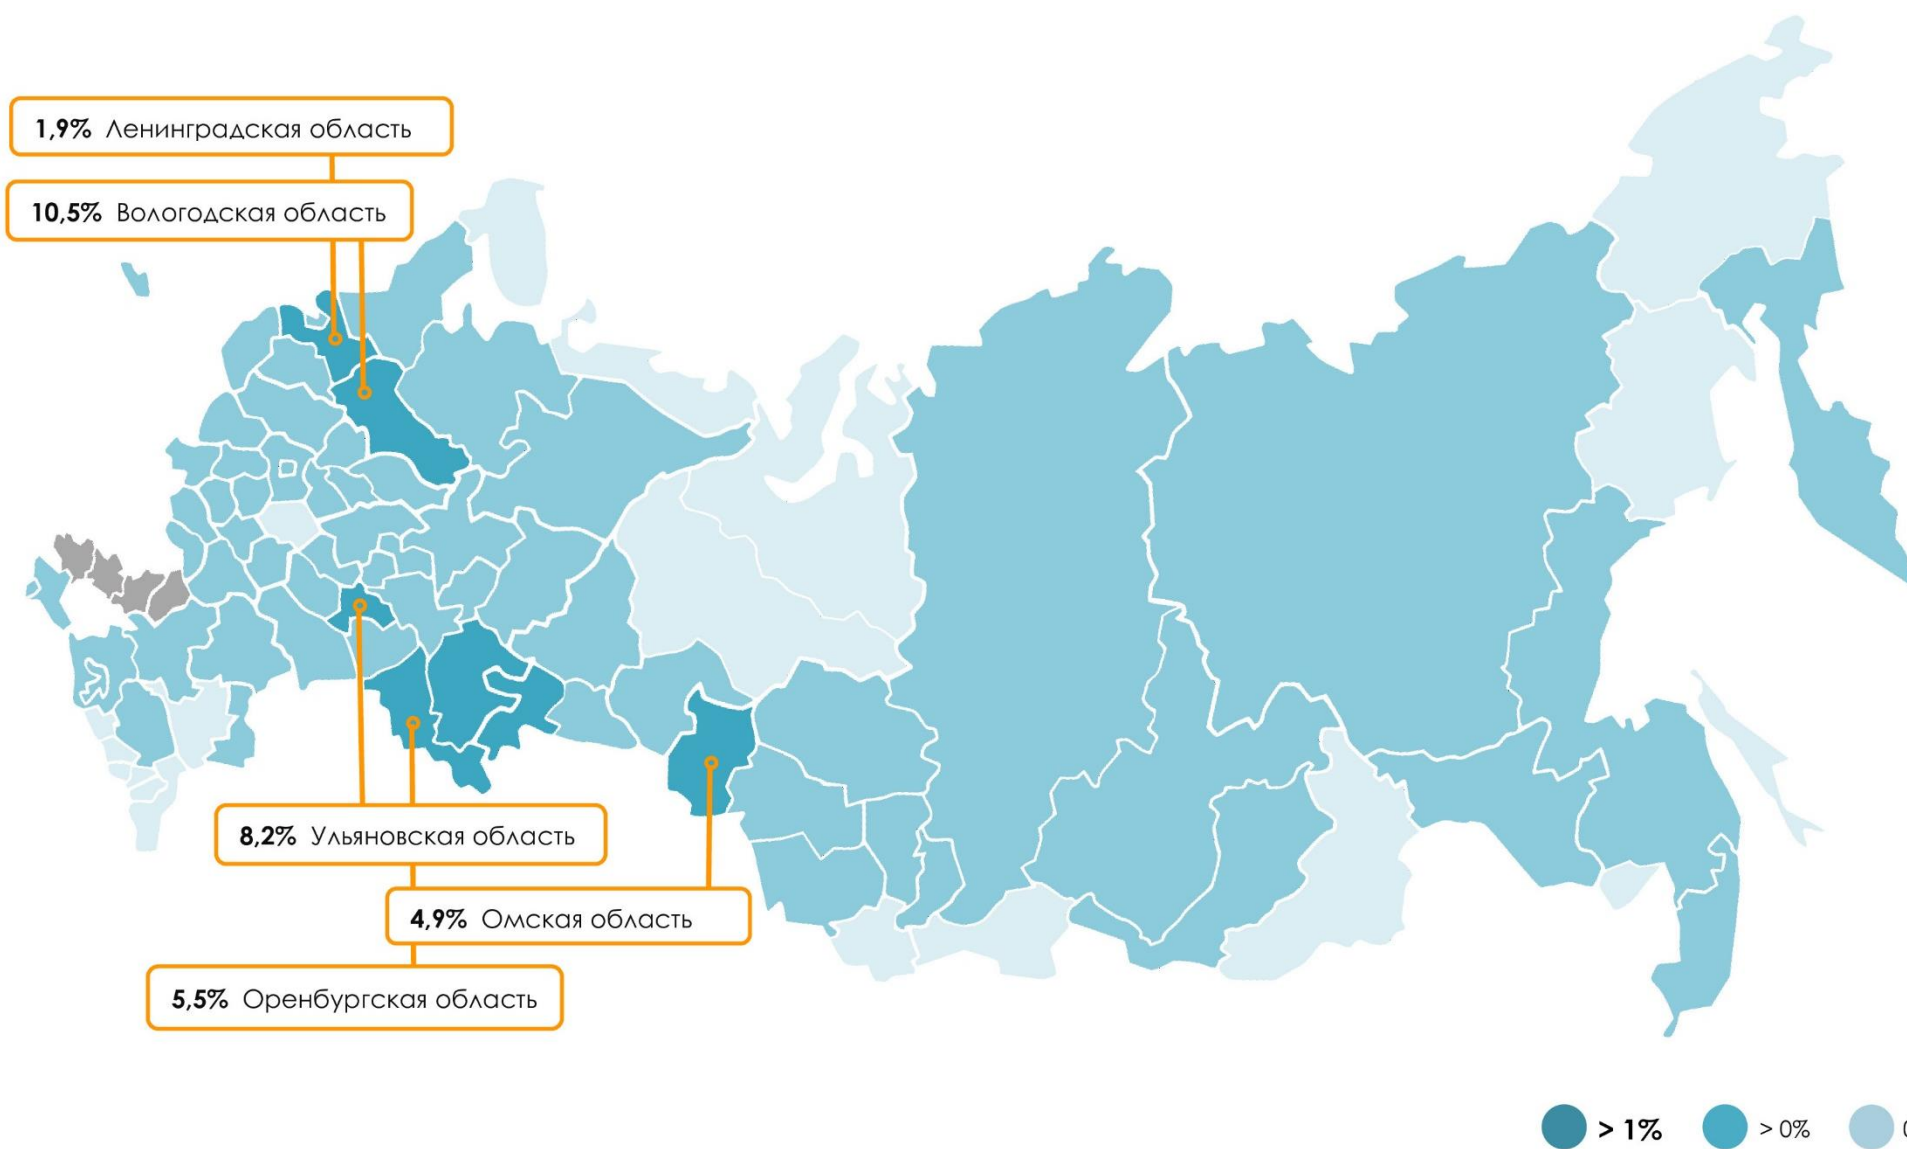 1,9% Ленинградская область
10,5% Вологодская область
8,2% Ульяновская область
4,9% Омская область
5,5% Оренбургская область
> 1% > 0%